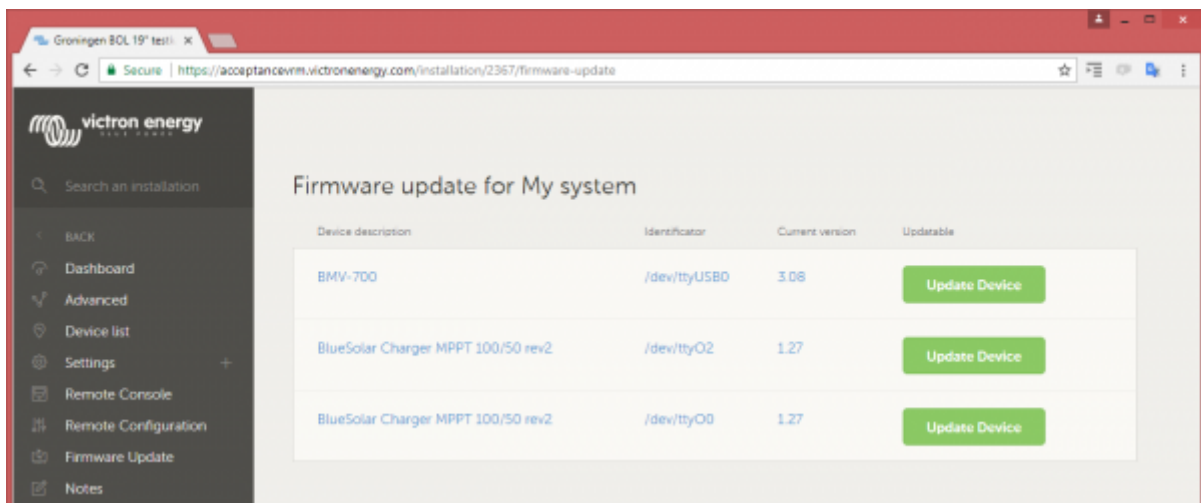 Groningen BOL 19" testi
Secure | https://acceptancevrm.victronenergy.com/installation/2367/firmware-update
victron energy
BLUE POWER
Search an installation
Firmware update for My system
BACK
Device description Identificator Current version Updatable
Dashboard
BMV-700 /dev/ttyUSB0 3.08 Update Device
Advanced
Device list
BlueSolar Charger MPPT 100/50 rev2 /dev/ttyO2 1.27 Update Device
Settings
Remote Console
Remote Configuration
BlueSolar Charger MPPT 100/50 rev2 /dev/ttyO0 1.27 Update Device
Firmware Update
Notes